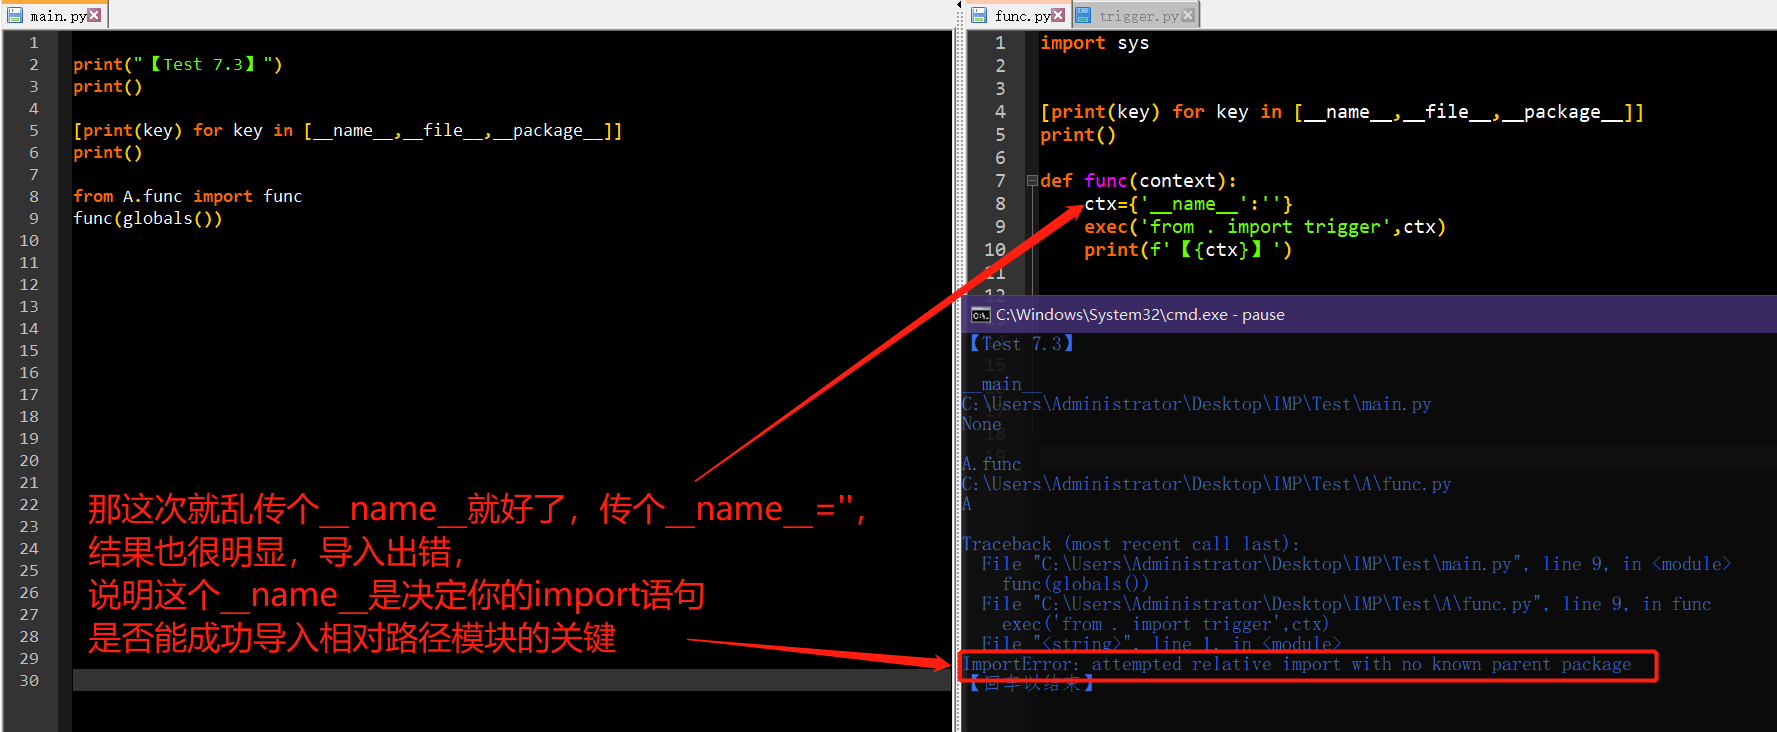 main.py
1
2 print("【Test 7.3】")
3 print()
4
5 [print(key) for key in [__name__,__file__,__package__]]
6 print()
7
8 from A.func import func
9 func(globals())
10
11
12
13
14
15
16
17
18
19
20
21
22
23
24
25
26
27
28
29
30
那这次就乱传个__name__就好了，传个__name__='',
结果也很明显，导入出错，
说明这个__name__是决定你的import语句
是否能成功导入相对路径模块的关键
func.py trigger.py
1 import sys
2
3
4 [print(key) for key in [__name__,__file__,__package__]]
5 print()
6
7 def func(context):
8 ctx={'__name__':''}
9 exec('from . import trigger',ctx)
10 print(f'【{ctx}】')
11
12
C:\Windows\System32\cmd.exe - pause
【Test 7.3】
15
__main__
C:\Users\Administrator\Desktop\IMP\Test\main.py
None
18
A.func
C:\Users\Administrator\Desktop\IMP\Test\A\func.py
A
Traceback (most recent call last):
File "C:\Users\Administrator\Desktop\IMP\Test\main.py", line 9, in <module>
func(globals())
File "C:\Users\Administrator\Desktop\IMP\Test\A\func.py", line 9, in func
exec('from . import trigger',ctx)
File "<string>", line 1, in <module>
ImportError: attempted relative import with no known parent package
【回车以结束】